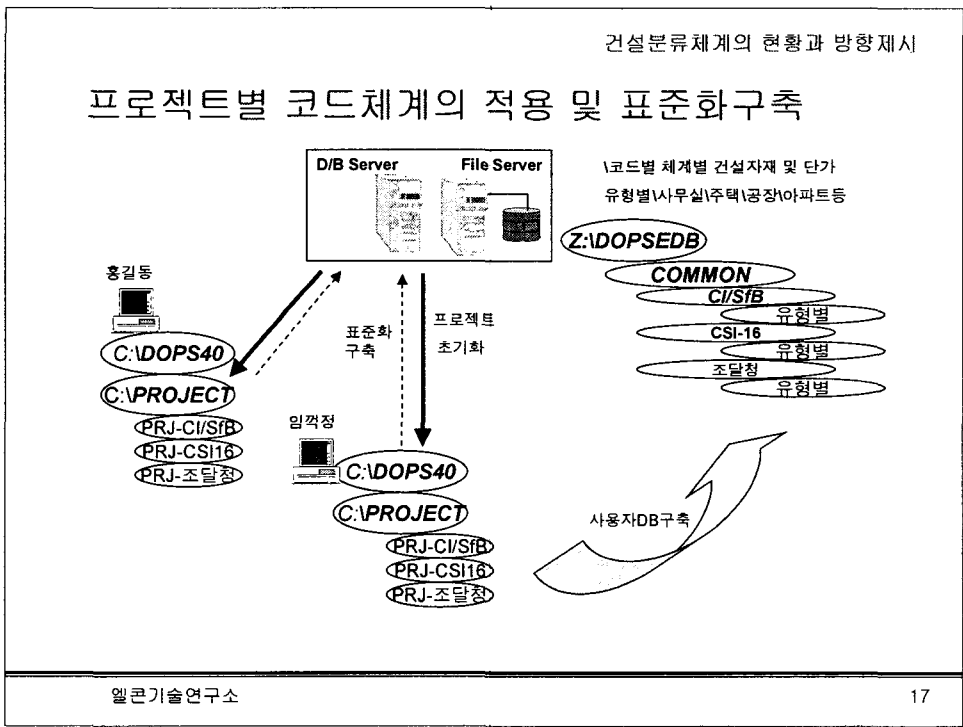 건설분류체계의 현황과 방향제시
프로젝트별 코드체계의 적용 및 표준화구축
D/B Server
File Server
\코드별 체계별 건설자재 및 단가
유형별\사무실\주택\공장\아파트등
Z:\DOPSEDB
COMMON
CI/SfB
유형별
CSI-16
유형별
조달청
유형별
홍길동
C:\DOPS40
C:\PROJECT
PRJ-CI/SfB
PRJ-CSI16
PRJ-조달청
표준화
구축
프로젝트
초기화
임꺽정
C:\DOPS40
C:\PROJECT
PRJ-CI/SfB
PRJ-CSI16
PRJ-조달청
사용자DB구축
엘콘기술연구소
17